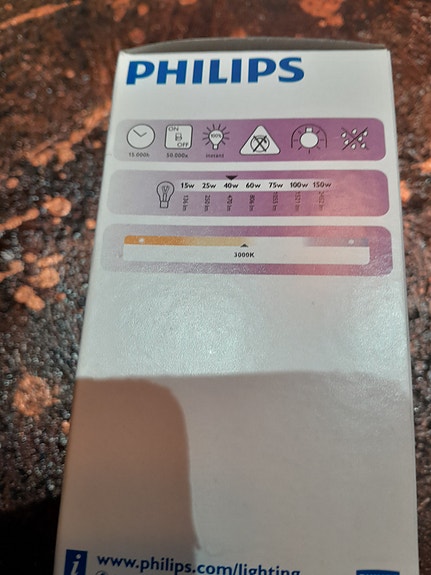 PHILIPS
ON
OFF
100%
15.000h 50.000x instant
15w 25w 40w 60w 75w 100w 150w
3000K
i www.philips.com/lighting